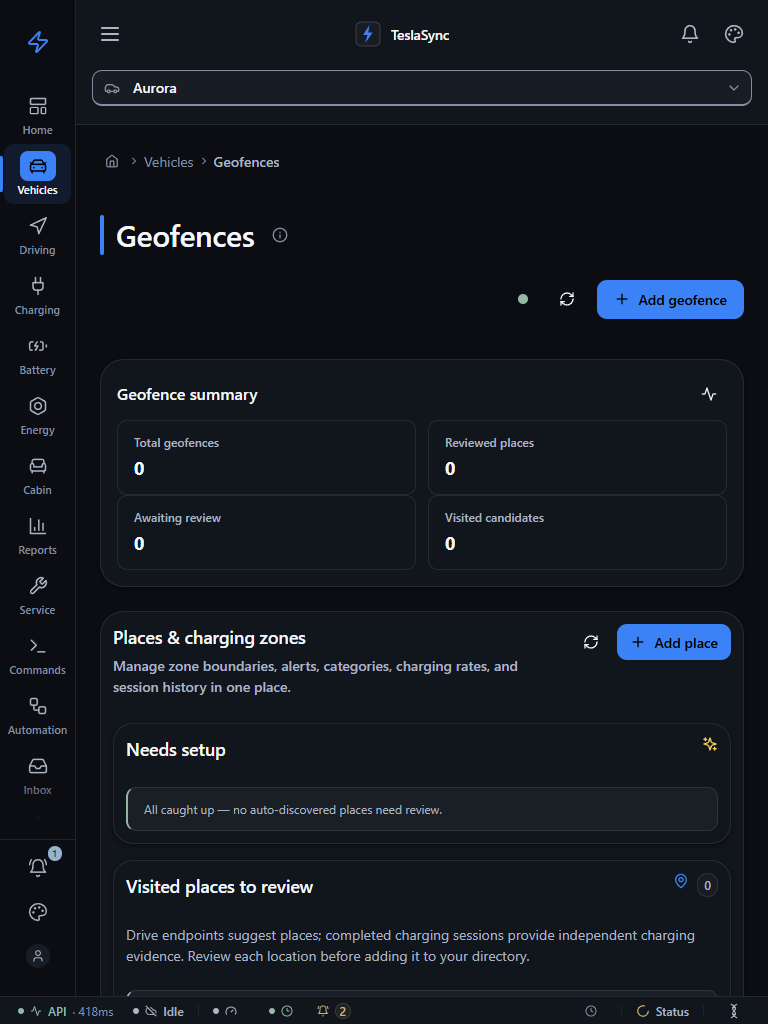 TeslaSync
Aurora
Home
Vehicles
Driving
Charging
Battery
Energy
Cabin
Reports
Service
Commands
Automation
Inbox
1
Vehicles
Geofences
Geofences
Add geofence
Geofence summary
Total geofences
0
Reviewed places
0
Awaiting review
0
Visited candidates
0
Places & charging zones
Manage zone boundaries, alerts, categories, charging rates, and
session history in one place.
Add place
Needs setup
All caught up — no auto-discovered places need review.
Visited places to review
0
Drive endpoints suggest places; completed charging sessions provide independent charging
evidence. Review each location before adding it to your directory.
API · 418ms
Idle
2
Status